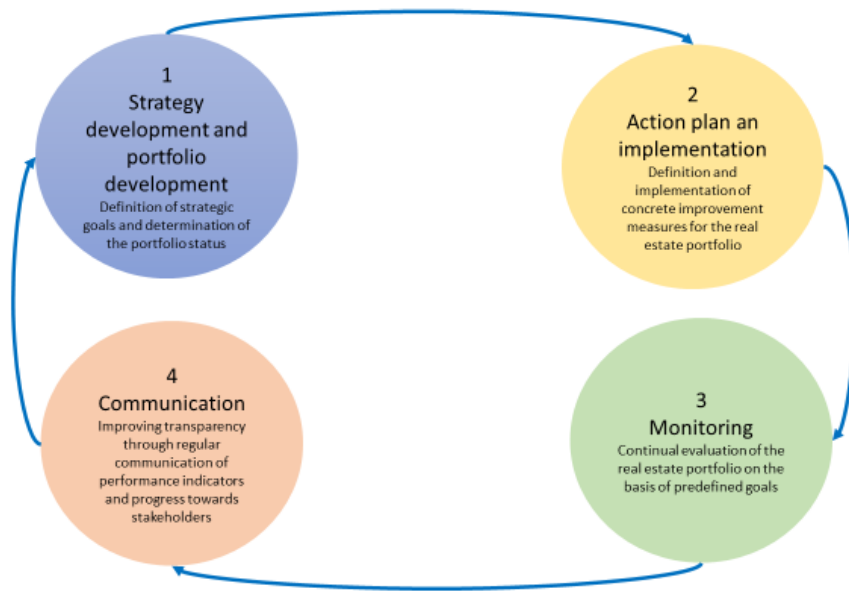 1
Strategy
development and
portfolio
development
Definition of strategic
goals and determination of
the portfolio status
2
Action plan an
implementation
Definition and
implementation of
concrete improvement
measures for the real
estate portfolio
3
Monitoring
Continual evaluation of the
real estate portfolio on the
basis of predefined goals
4
Communication
Improving transparency
through regular
communication of
performance indicators
and progress towards
stakeholders